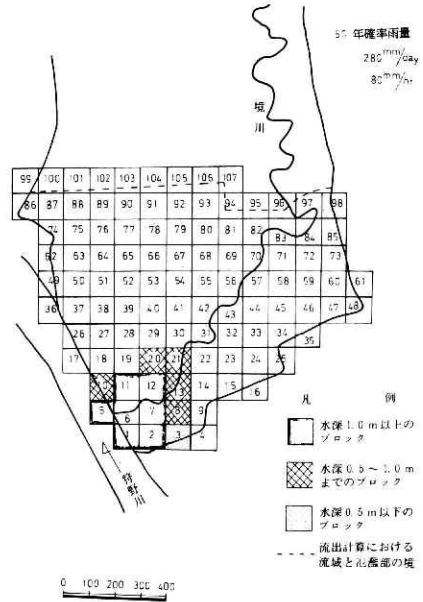 50年確率雨量
280mm/day
80mm/hr
境川
99 100 101 102 103 104 105 106 107
86 87 88 89 90 91 92 93 94 95 96 97 98
74 75 76 77 78 79 80 81 82 83 84 85
62 63 64 65 66 67 68 69 70 71 72 73
49 50 51 52 53 54 55 56 57 58 59 60 61
36 37 38 39 40 41 42 43 44 45 46 47 48
26 27 28 29 30 31 32 33 34 35
17 18 19 20 21 22 23 24 25
10 11 12 13 14 15 16
5 6 7 8 9
1 2 3 4
狩野川
凡例
水深1.0m以上の
ブロック
水深0.5~1.0m
までのブロック
水深0.5m以下の
ブロック
流出計算における
流域と氾濫部の境
0 100 200 300 400